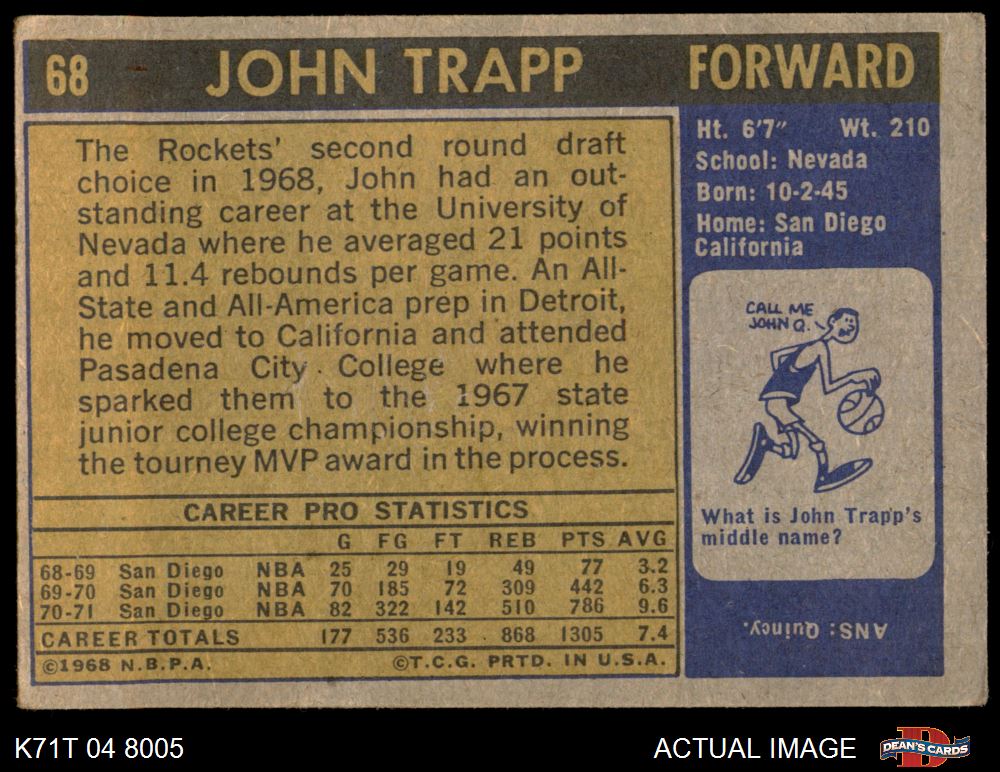 68 JOHN TRAPP FORWARD
The Rockets' second round draft
choice in 1968, John had an out-
standing career at the University of
Nevada where he averaged 21 points
and 11.4 rebounds per game. An All-
State and All-America prep in Detroit,
he moved to California and attended
Pasadena City College where he
sparked them to the 1967 state
junior college championship, winning
the tourney MVP award in the process.
CAREER PRO STATISTICS
G FG FT REB PTS AVG
68-69 San Diego NBA 25 29 19 49 77 3.2
69-70 San Diego NBA 70 185 72 309 442 6.3
70-71 San Diego NBA 82 322 142 510 786 9.6
CAREER TOTALS 177 536 233 868 1305 7.4
©1968 N.B.P.A. ©T.C.G. PRTD. IN U.S.A.
Ht. 6'7" Wt. 210
School: Nevada
Born: 10-2-45
Home: San Diego
California
CALL ME
JOHN Q.
What is John Trapp's
middle name?
ANS: Quincy.
K71T 04 8005 ACTUAL IMAGE D DEAN'S CARDS